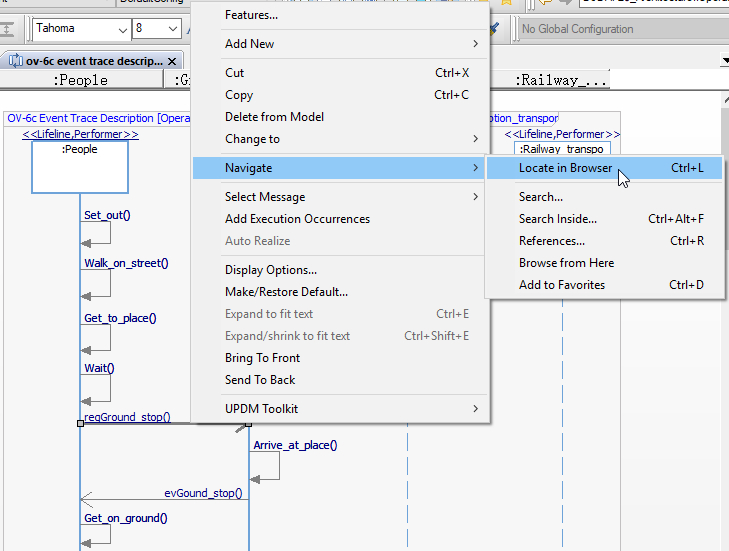 DefaultConfig
Tahoma
8
No Global Configuration
ov-6c event trace descrip...
:People
:Railway_...
OV-6c Event Trace Description [Opera
<<Lifeline,Performer>>
<<Lifeline,Performer>>
:People
:Railway_transpo
Set_out()
Walk_on_street()
Get_to_place()
Wait()
reqGround_stop()
Arrive_at_place()
evGound_stop()
Get_on_ground()
Features...
Add New
Cut Ctrl+X
Copy Ctrl+C
Delete from Model
Change to
Navigate
Select Message
Add Execution Occurrences
Auto Realize
Display Options...
Make/Restore Default...
Expand to fit text Ctrl+E
Expand/shrink to fit text Ctrl+Shift+E
Bring To Front
Send To Back
UPDM Toolkit
Locate in Browser Ctrl+L
Search...
Search Inside... Ctrl+Alt+F
References... Ctrl+R
Browse from Here
Add to Favorites Ctrl+D